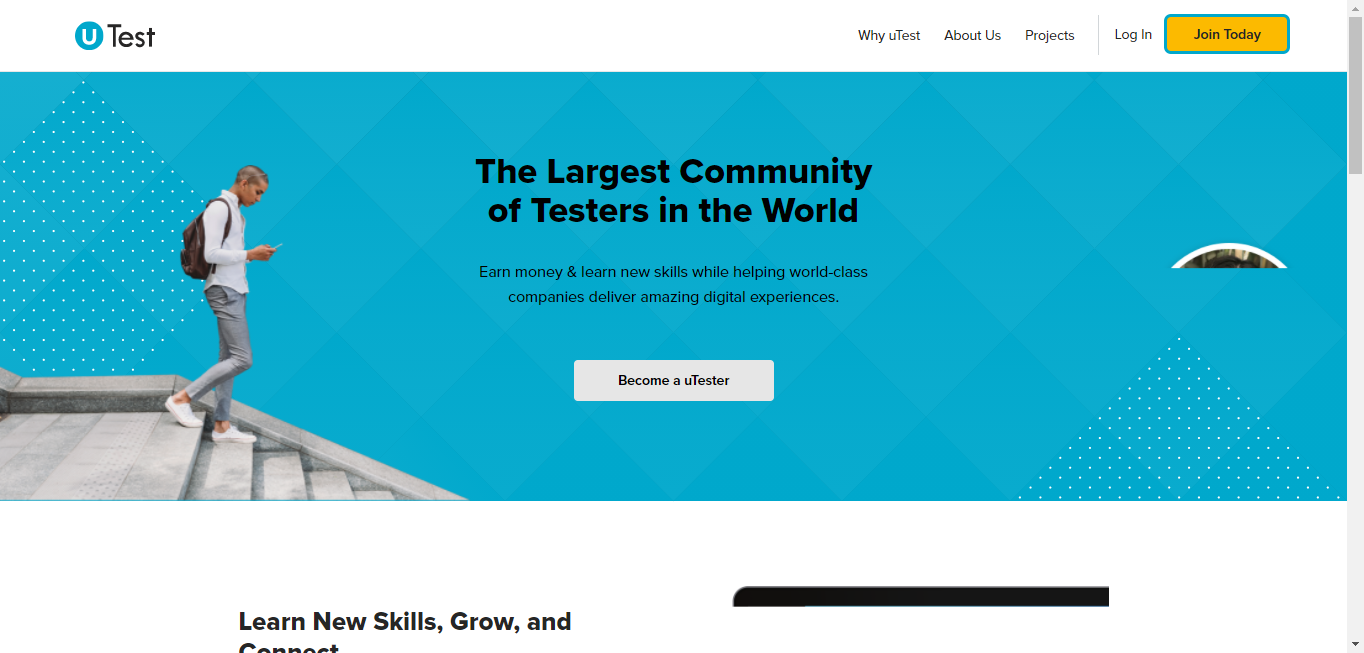 u Test
Why uTest
About Us
Projects
Log In
Join Today
The Largest Community
of Testers in the World
Earn money & learn new skills while helping world-class
companies deliver amazing digital experiences.
Become a uTester
Learn New Skills, Grow, and
Connect